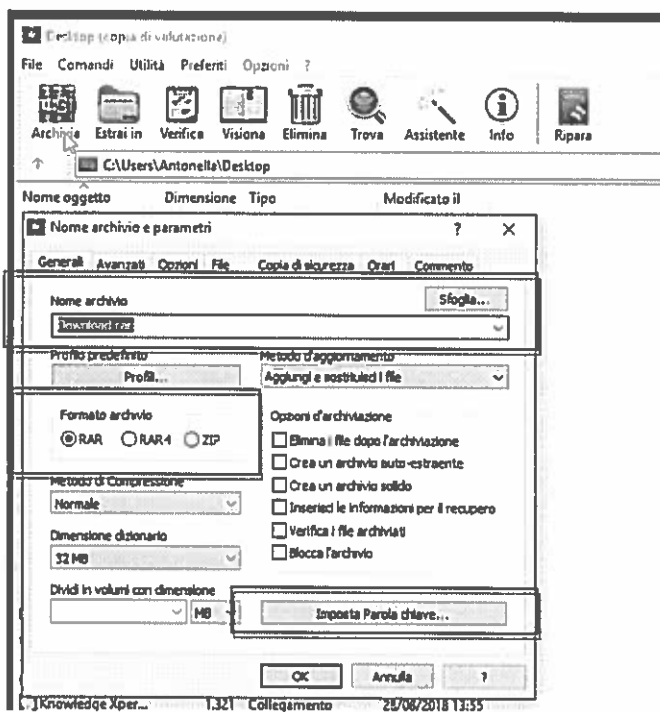 Desktop (copia di valutazione)
File Comandi Utilità Preferiti Opzioni ?
Archivia Estrai in Verifica Visiona Elimina Trova Assistente Info Ripara
C:\Users\Antonella\Desktop
Nome oggetto Dimensione Tipo Modificato il
Nome archivio e parametri ? X
Generali Avanzati Opzioni File Copia di sicurezza Orari Commento
Nome archivio Sfoglia...
Download.rar
Profilo predefinito Metodo d'aggiornamento
Profili... Aggiungi e sostituisci i file
Formato archivio Opzioni d'archiviazione
RAR RAR4 ZIP Elimina i file dopo l'archiviazione
Crea un archivio auto-estraente
Metodo di Compressione Crea un archivio solido
Normale Inserisci le informazioni per il recupero
Dimensione dizionario Verifica i file archiviati
32 MB Blocca l'archivio
Dividi in volumi con dimensione
MB Imposta Parola chiave...
OK Annulla ?
Knowledge Xper... 1.321 Collegamento 28/08/2018 13:55